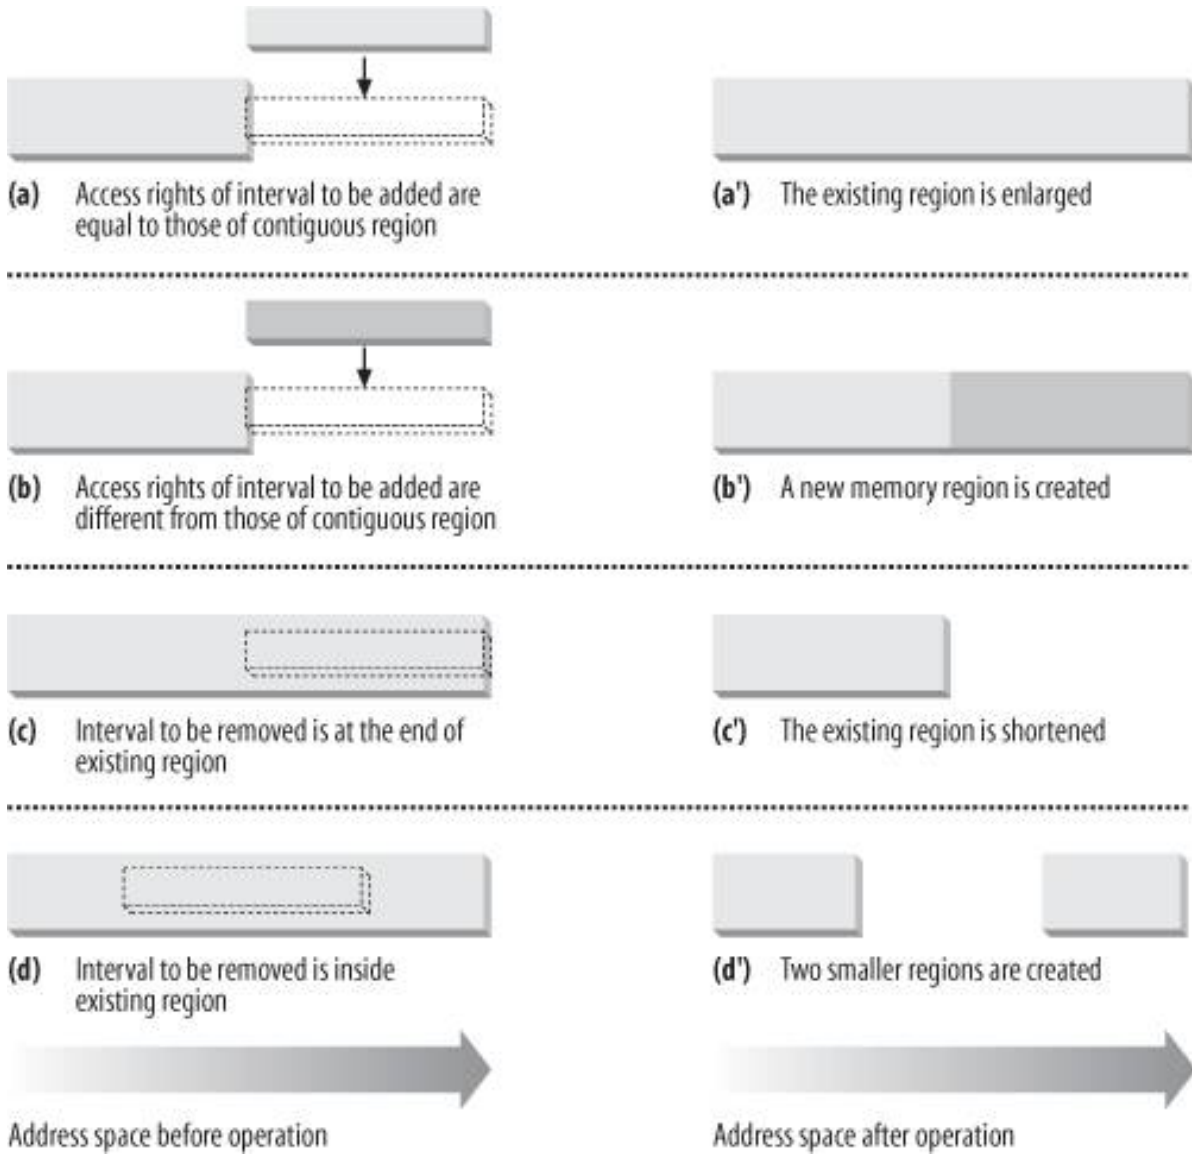 (a) Access rights of interval to be added are
equal to those of contiguous region
(a') The existing region is enlarged
(b) Access rights of interval to be added are
different from those of contiguous region
(b') A new memory region is created
(c) Interval to be removed is at the end of
existing region
(c') The existing region is shortened
(d) Interval to be removed is inside
existing region
(d') Two smaller regions are created
Address space before operation
Address space after operation